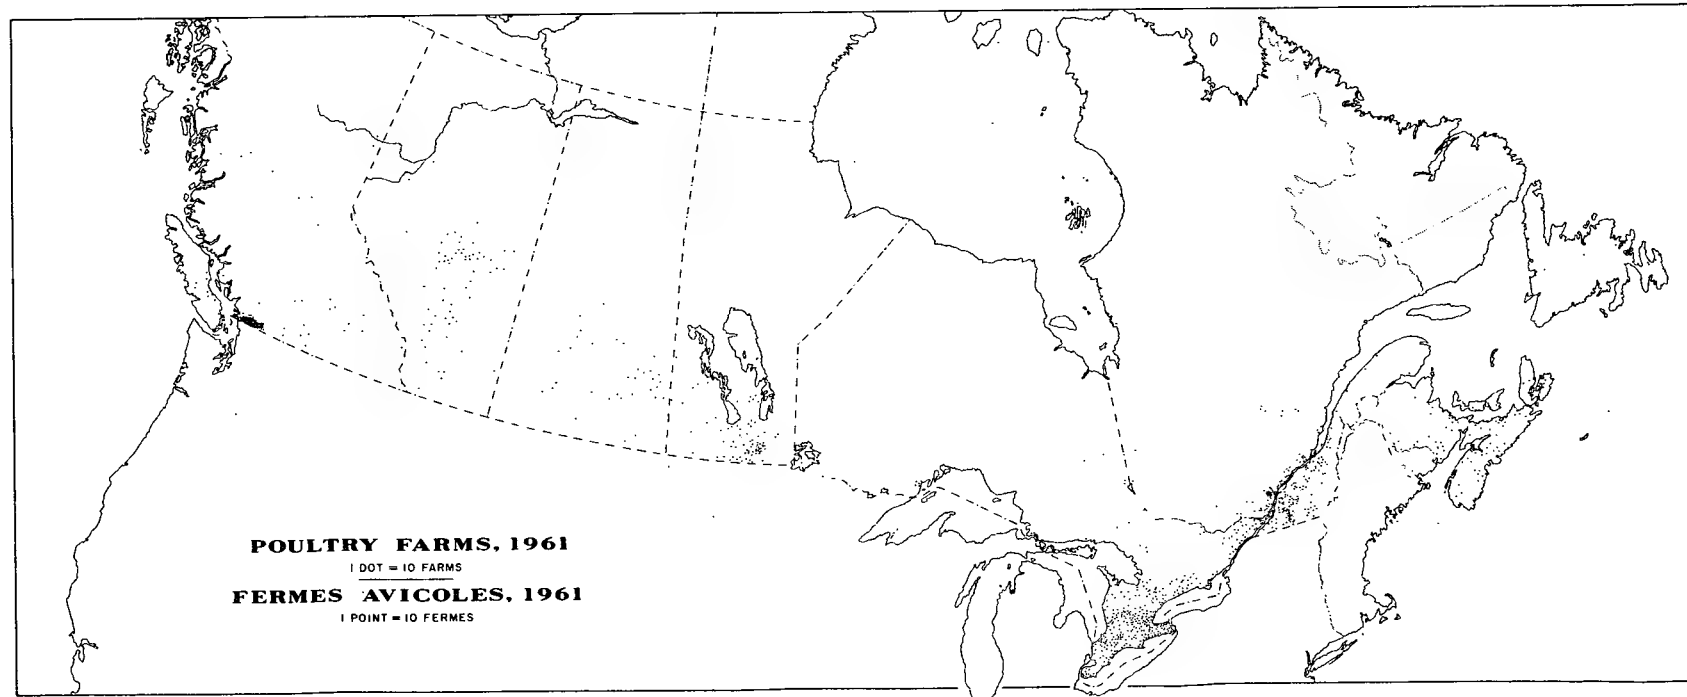 POULTRY FARMS, 1961
1 DOT = 10 FARMS
FERMES AVICOLES, 1961
1 POINT = 10 FERMES